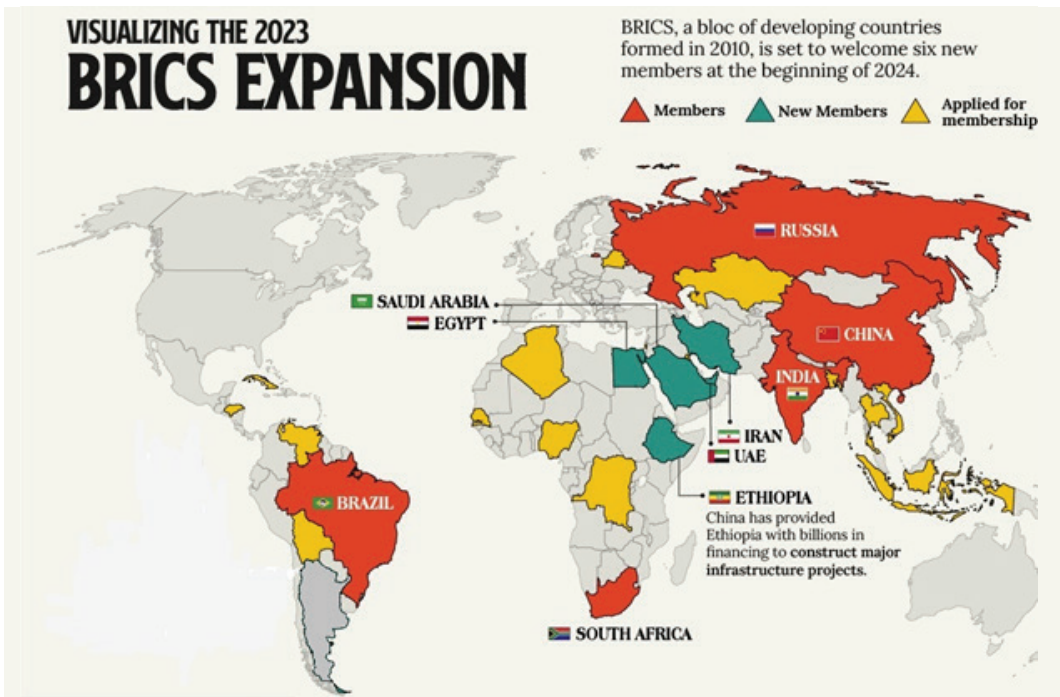 VISUALIZING THE 2023
BRICS EXPANSION
BRICS, a bloc of developing countries
formed in 2010, is set to welcome six new
members at the beginning of 2024.
Members
New Members
Applied for
membership
RUSSIA
SAUDI ARABIA
EGYPT
CHINA
INDIA
IRAN
UAE
BRAZIL
ETHIOPIA
China has provided
Ethiopia with billions in
financing to construct major
infrastructure projects.
SOUTH AFRICA